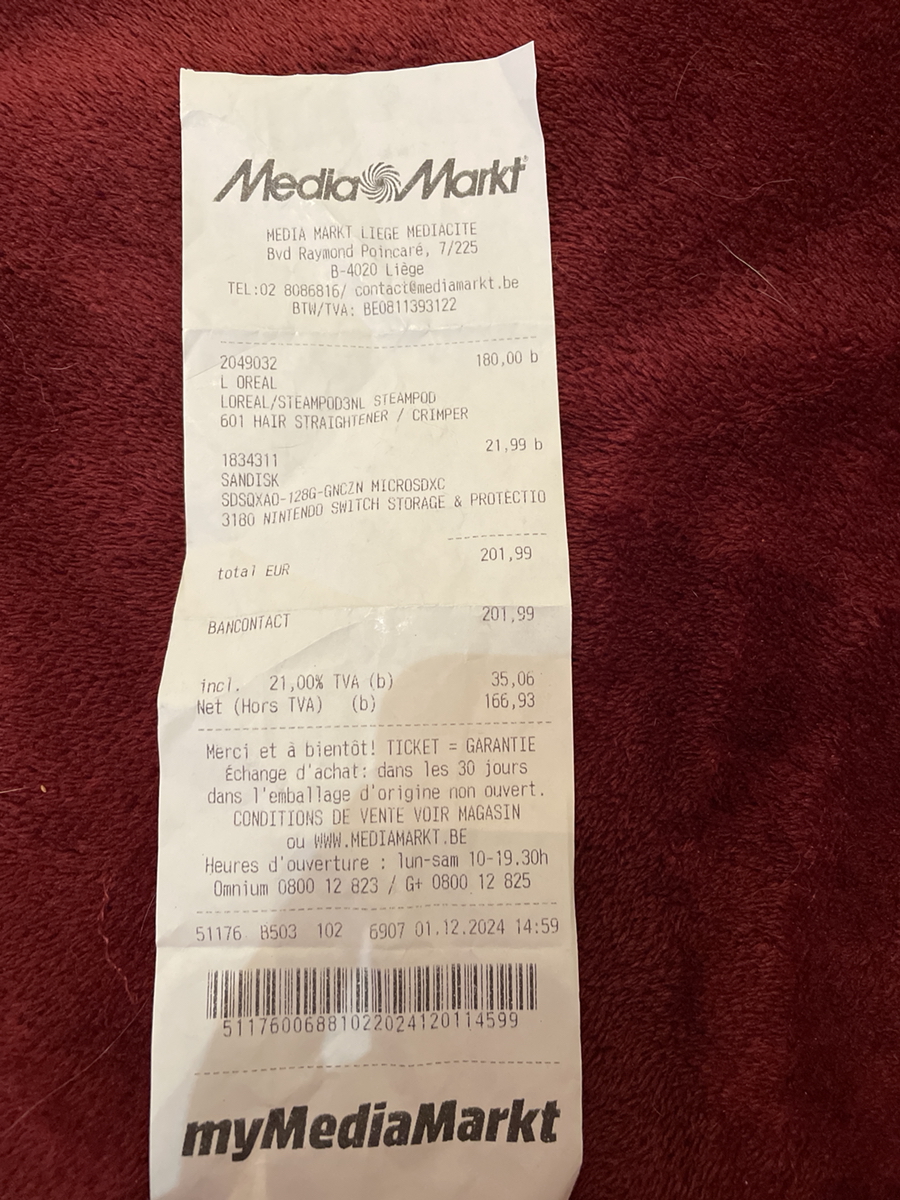 Media Markt
MEDIA MARKT LIEGE MEDIACITE
Bvd Raymond Poincaré, 7/225
B-4020 Liège
TEL:02 8086816/ contact@mediamarkt.be
BTW/TVA: BE0811393122
2049032 180,00 b
L OREAL
LOREAL/STEAMPOD3NL STEAMPOD
601 HAIR STRAIGHTENER / CRIMPER
21,99 b
1834311
SANDISK
SDSQXAO-128G-GNCZN MICROSDXC
3180 NINTENDO SWITCH STORAGE & PROTECTIO
total EUR 201,99
BANCONTACT 201,99
incl. 21,00% TVA (b) 35,06
Net (Hors TVA) (b) 166,93
Merci et à bientôt! TICKET = GARANTIE
Échange d'achat: dans les 30 jours
dans l'emballage d'origine non ouvert.
CONDITIONS DE VENTE VOIR MAGASIN
ou WWW.MEDIAMARKT.BE
Heures d'ouverture : lun-sam 10-19.30h
Omnium 0800 12 823 / G+ 0800 12 825
51176 B503 102 6907 01.12.2024 14:59
51176006881022024120114599
myMediaMarkt